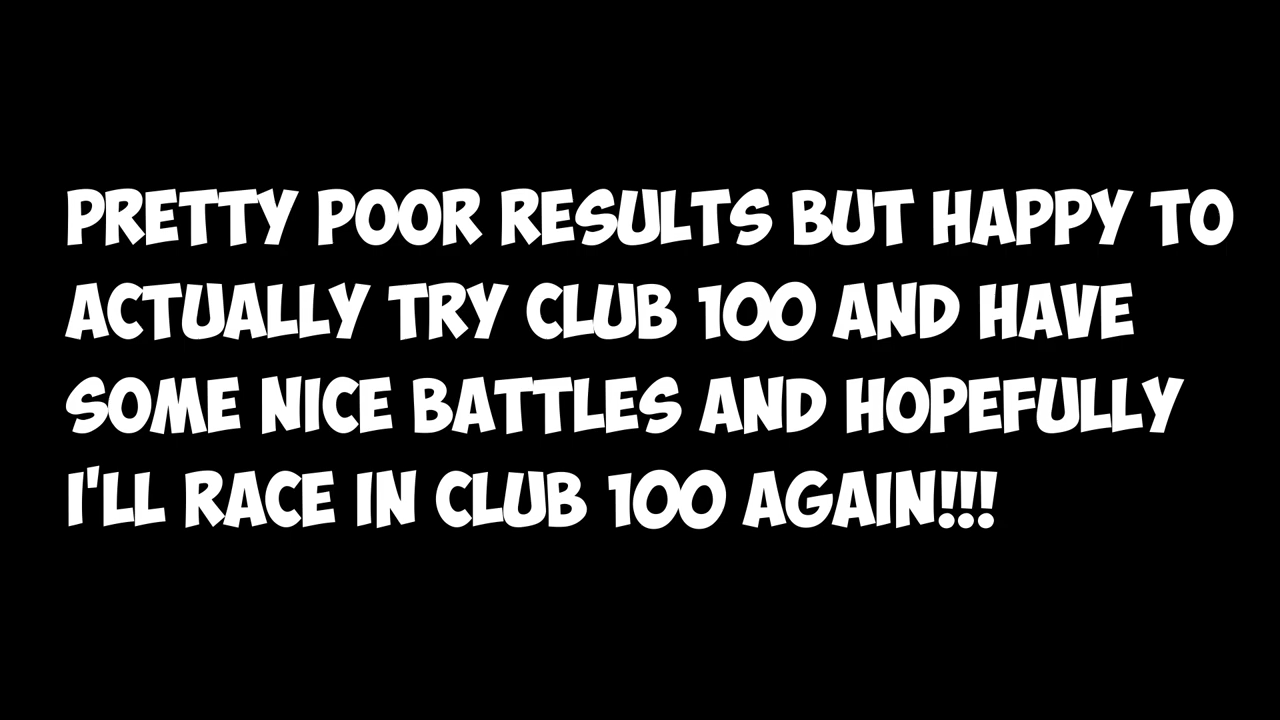 PRETTY POOR RESULTS BUT HAPPY TO
ACTUALLY TRY CLUB 100 AND HAVE
SOME NICE BATTLES AND HOPEFULLY
I'LL RACE IN CLUB 100 AGAIN!!!